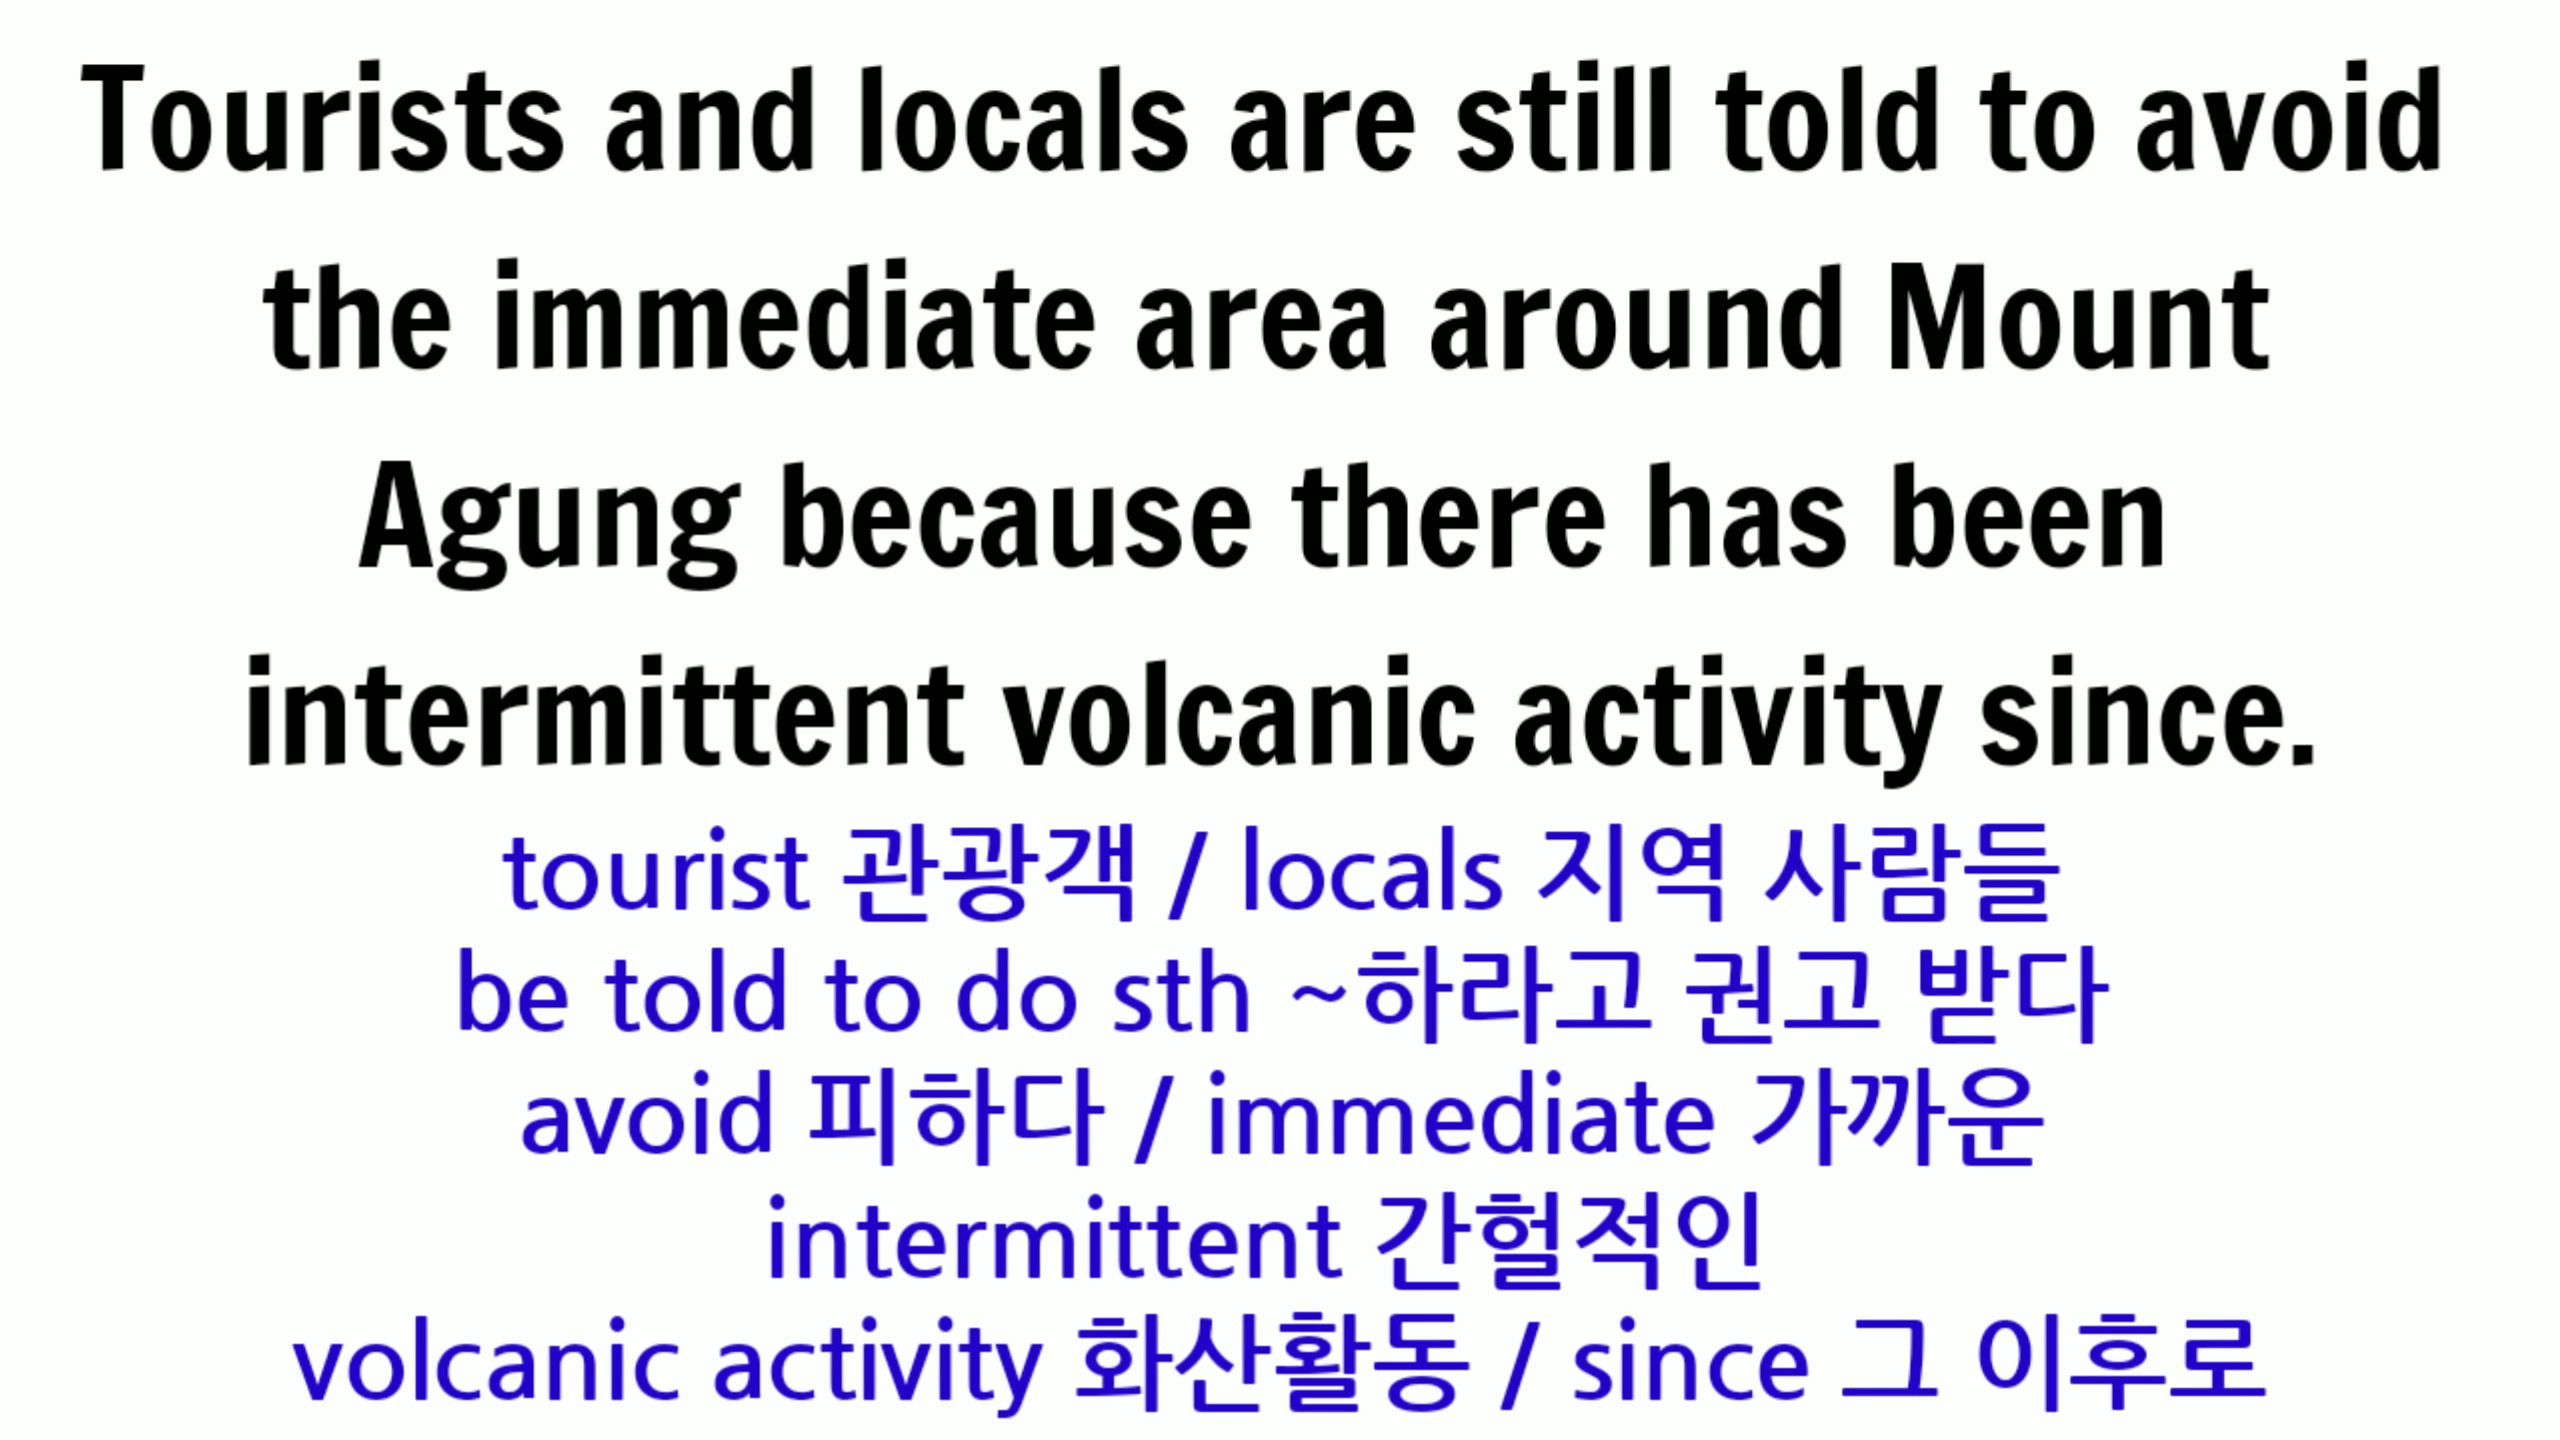 Tourists and locals are still told to avoid
the immediate area around Mount
Agung because there has been
intermittent volcanic activity since.
tourist 관광객 / locals 지역 사람들
be told to do sth ~하라고 권고 받다
avoid 피하다 / immediate 가까운
intermittent 간헐적인
volcanic activity 화산활동 / since 그 이후로